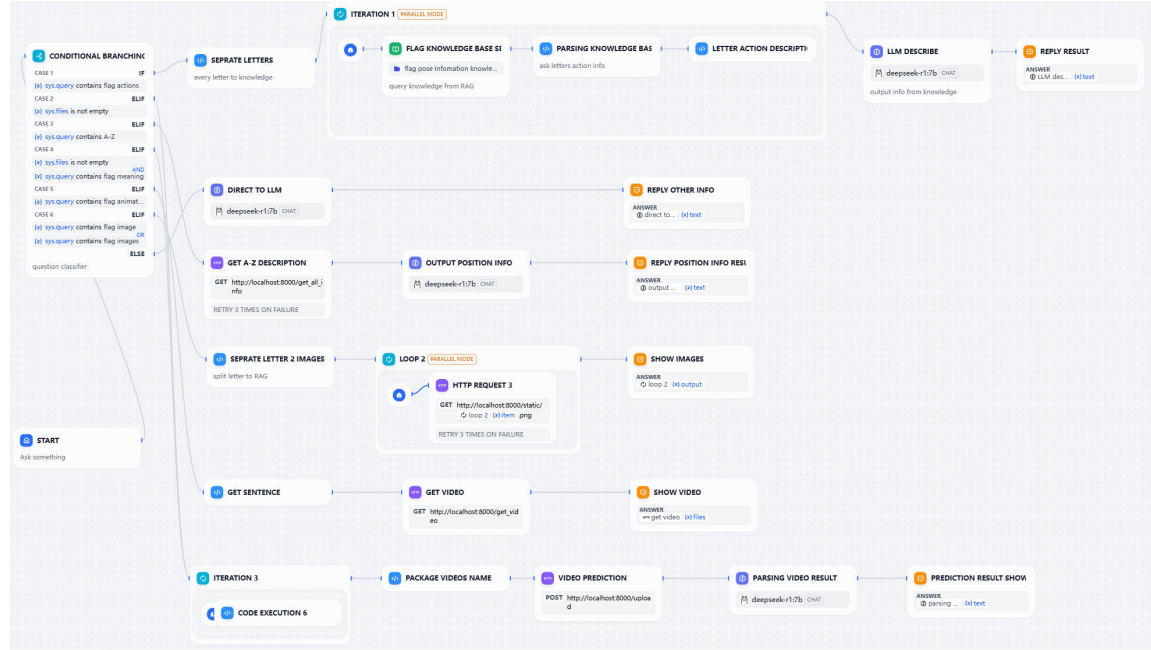 CONDITIONAL BRANCHING
CASE 1 IF
{x} sys.query contains flag actions
CASE 2 ELIF
{x} sys.files is not empty
CASE 3 ELIF
{x} sys.query contains A-Z
CASE 4 ELIF
{x} sys.files is not empty
AND
{x} sys.query contains flag meaning
CASE 5 ELIF
{x} sys.query contains flag animat...
CASE 6 ELIF
{x} sys.query contains flag image
OR
{x} sys.query contains flag images
ELSE
question classifier
START
Ask something
SEPRATE LETTERS
every letter to knowledge
ITERATION 1 PARALLEL MODE
FLAG KNOWLEDGE BASE SE
flag pose Infomation knowle...
query knowledge from RAG
PARSING KNOWLEDGE BAS
ask letters action info
LETTER ACTION DESCRIPTI
LLM DESCRIBE
deepseek-r1:7b CHAT
output info from knowledge
REPLY RESULT
ANSWER
LLM des... / {x} text
DIRECT TO LLM
deepseek-r1:7b CHAT
REPLY OTHER INFO
ANSWER
direct to... / {x} text
GET A-Z DESCRIPTION
GET http://localhost:8000/get_all_i
nfo
RETRY 3 TIMES ON FAILURE
OUTPUT POSITION INFO
deepseek-r1:7b CHAT
REPLY POSITION INFO RESU
ANSWER
output ... / {x} text
SEPRATE LETTER 2 IMAGES
split letter to RAG
LOOP 2 PARALLEL MODE
HTTP REQUEST 3
GET http://localhost:8000/static/
loop 2 / {x} item .png
RETRY 3 TIMES ON FAILURE
SHOW IMAGES
ANSWER
loop 2 / {x} output
GET SENTENCE
GET VIDEO
GET http://localhost:8000/get_vid
eo
SHOW VIDEO
ANSWER
get video / {x} files
ITERATION 3
CODE EXECUTION 6
PACKAGE VIDEOS NAME
VIDEO PREDICTION
POST http://localhost:8000/uploa
d
PARSING VIDEO RESULT
deepseek-r1:7b CHAT
PREDICTION RESULT SHOW
ANSWER
parsing ... / {x} text